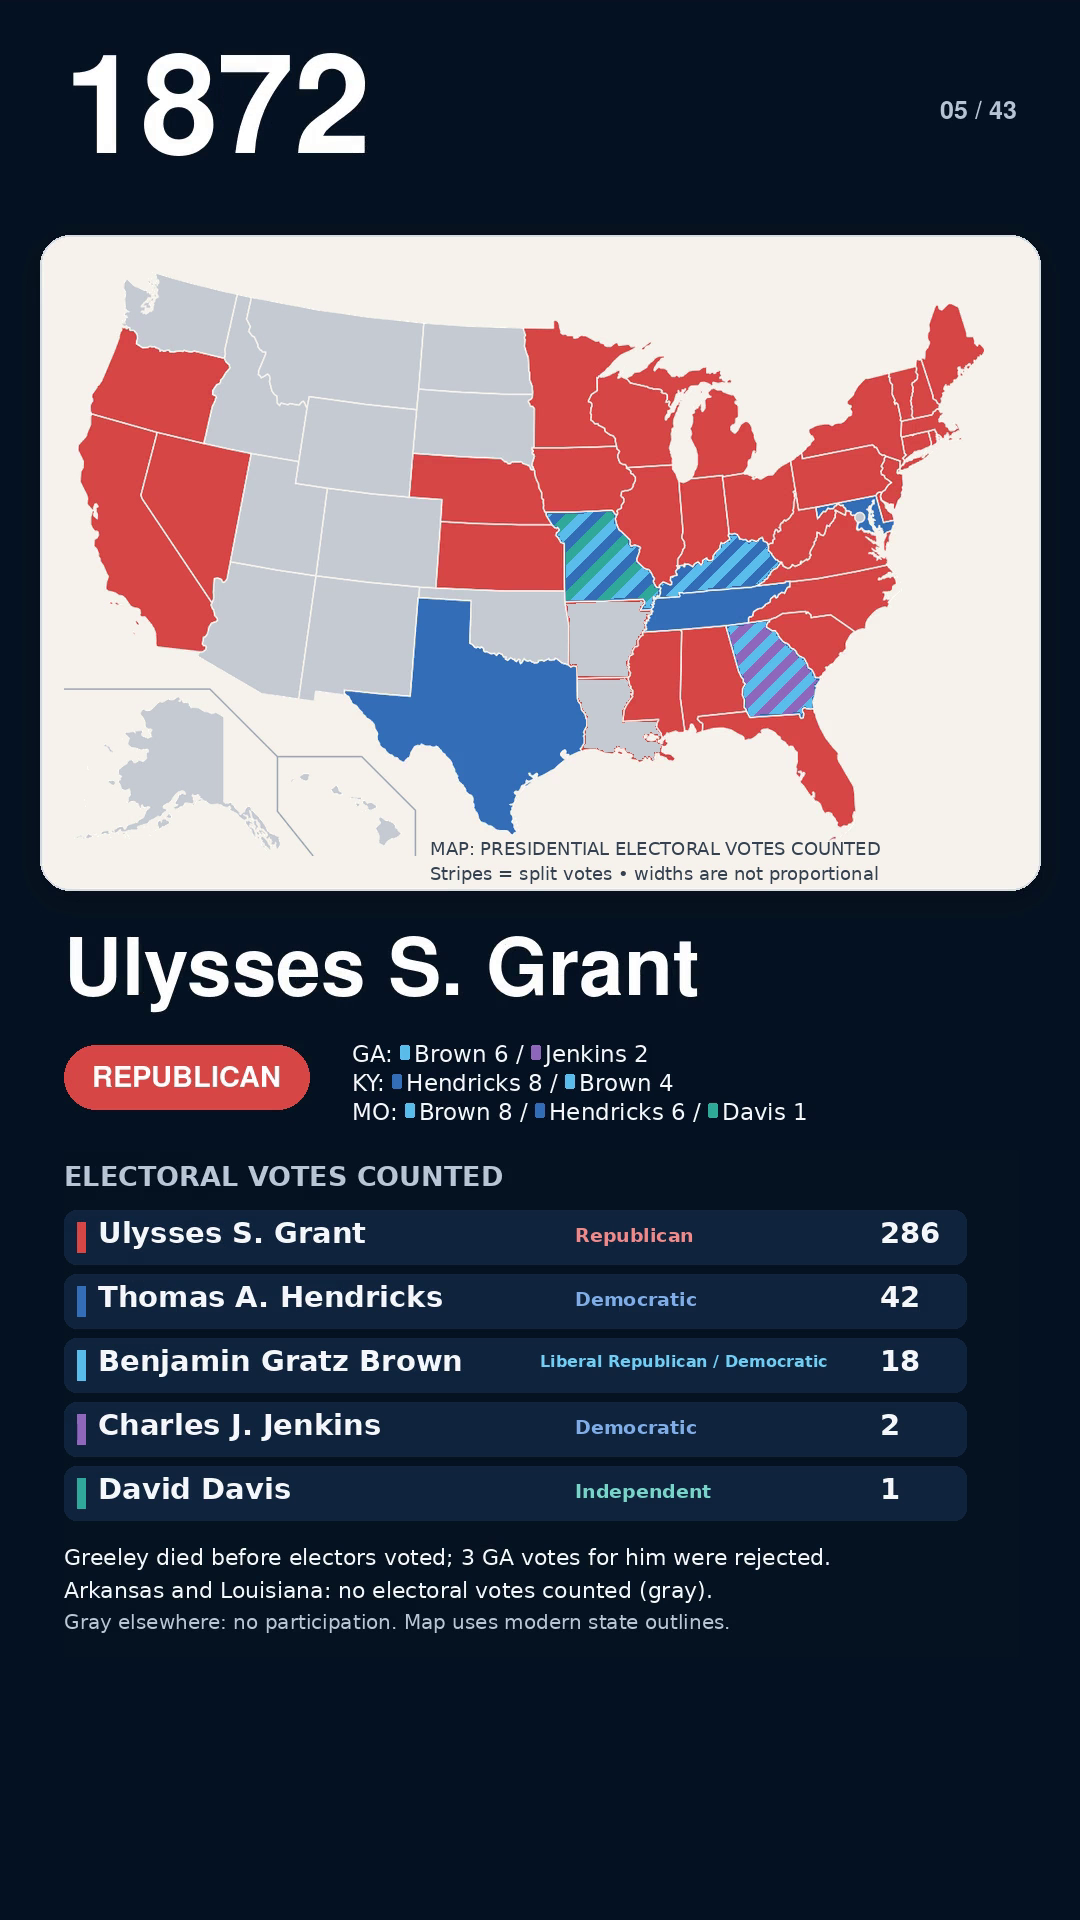 1872
05 / 43
MAP: PRESIDENTIAL ELECTORAL VOTES COUNTED
Stripes = split votes • widths are not proportional
Ulysses S. Grant
REPUBLICAN
GA: Brown 6 / Jenkins 2
KY: Hendricks 8 / Brown 4
MO: Brown 8 / Hendricks 6 / Davis 1
ELECTORAL VOTES COUNTED
Ulysses S. Grant Republican 286
Thomas A. Hendricks Democratic 42
Benjamin Gratz Brown Liberal Republican / Democratic 18
Charles J. Jenkins Democratic 2
David Davis Independent 1
Greeley died before electors voted; 3 GA votes for him were rejected.
Arkansas and Louisiana: no electoral votes counted (gray).
Gray elsewhere: no participation. Map uses modern state outlines.